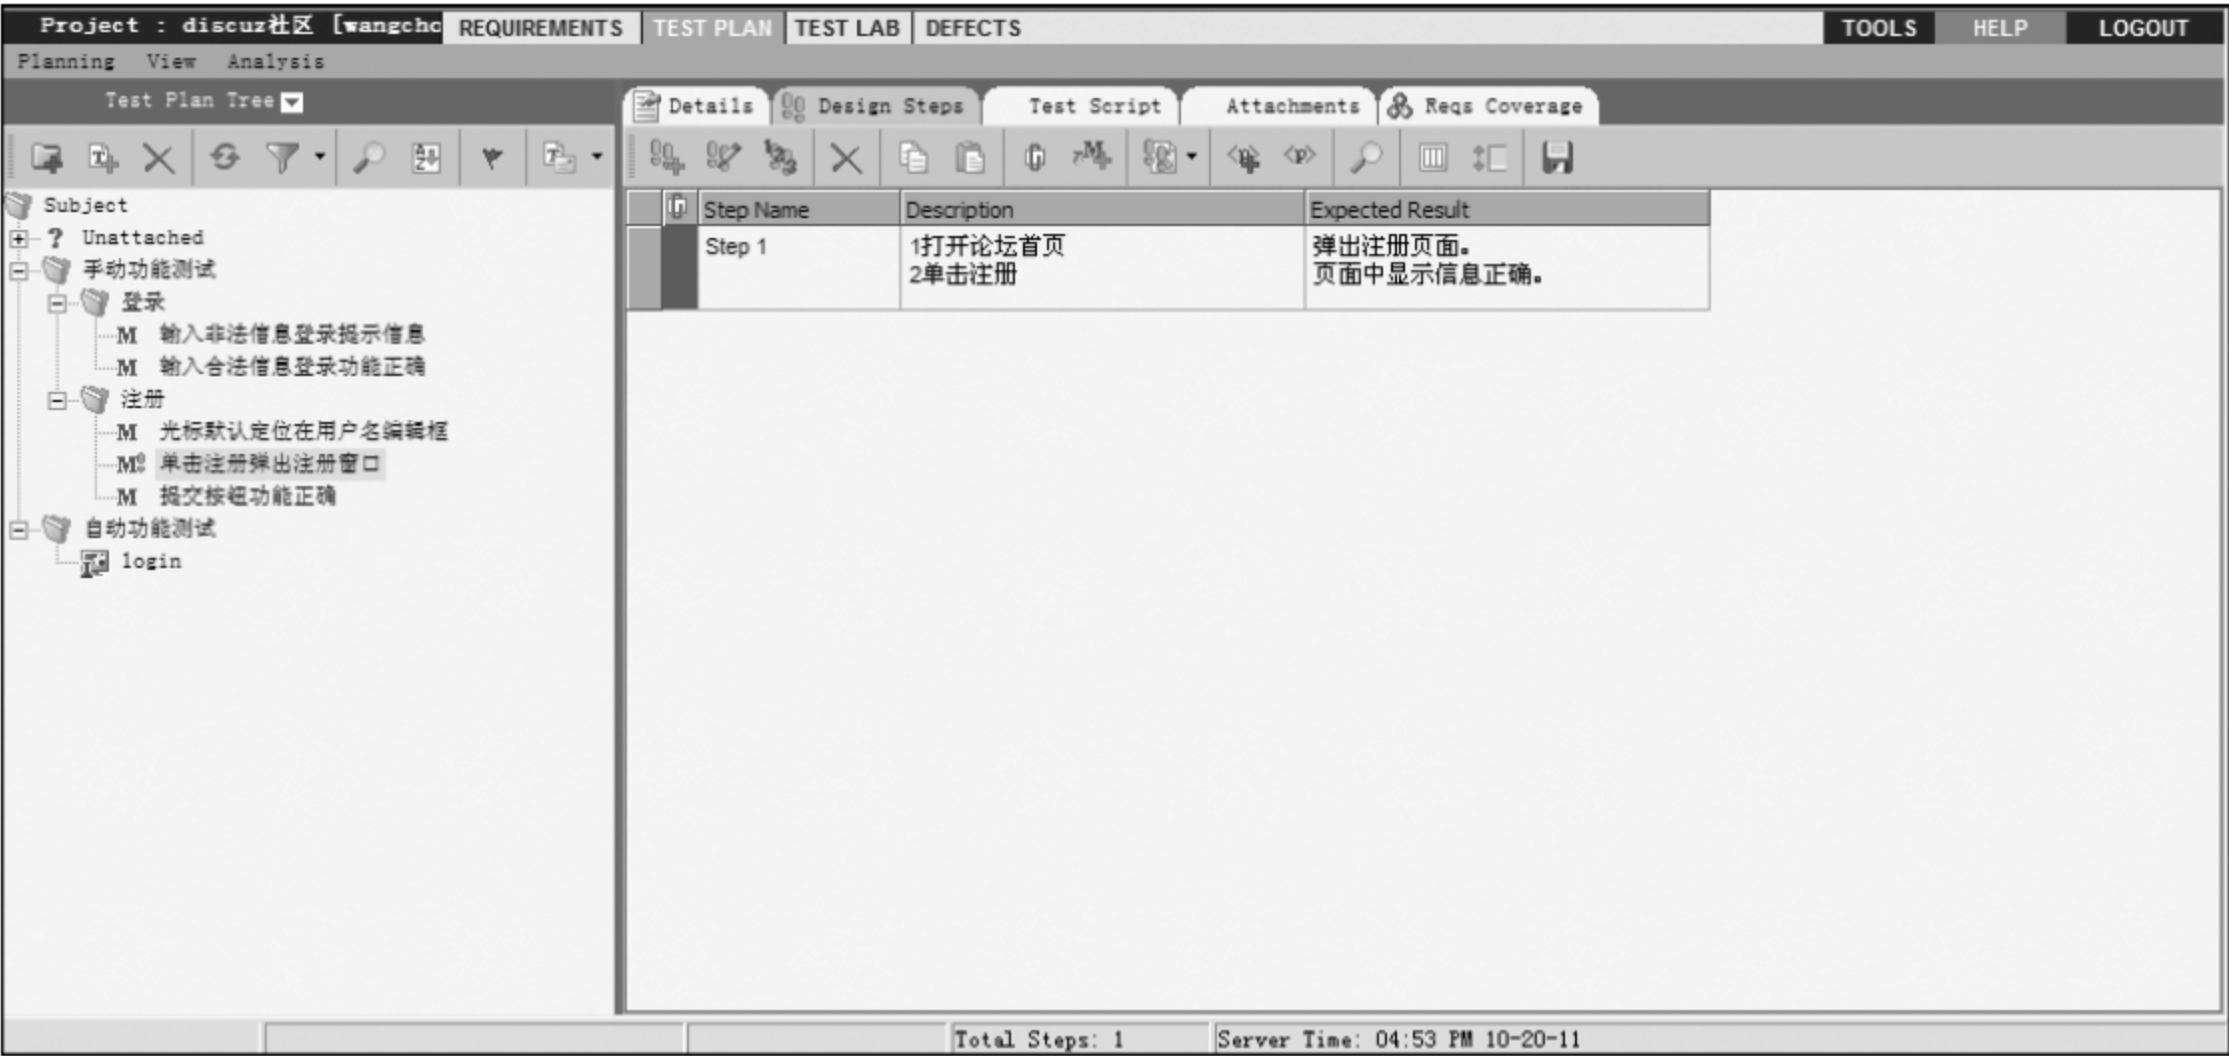 Project : discuz社区 [wangcho REQUIREMENTS TEST PLAN TEST LAB DEFECTS TOOLS HELP LOGOUT
Planning View Analysis
Test Plan Tree
Details Design Steps Test Script Attachments Reqs Coverage
Subject
Unattached
手动功能测试
登录
M 输入非法信息登录提示信息
M 输入合法信息登录功能正确
注册
M 光标默认定位在用户名编辑框
M 单击注册弹出注册窗口
M 提交按钮功能正确
自动功能测试
login
Step Name Description Expected Result
Step 1 1打开论坛首页 弹出注册页面。
2单击注册 页面中显示信息正确。
Total Steps: 1 Server Time: 04:53 PM 10-20-11